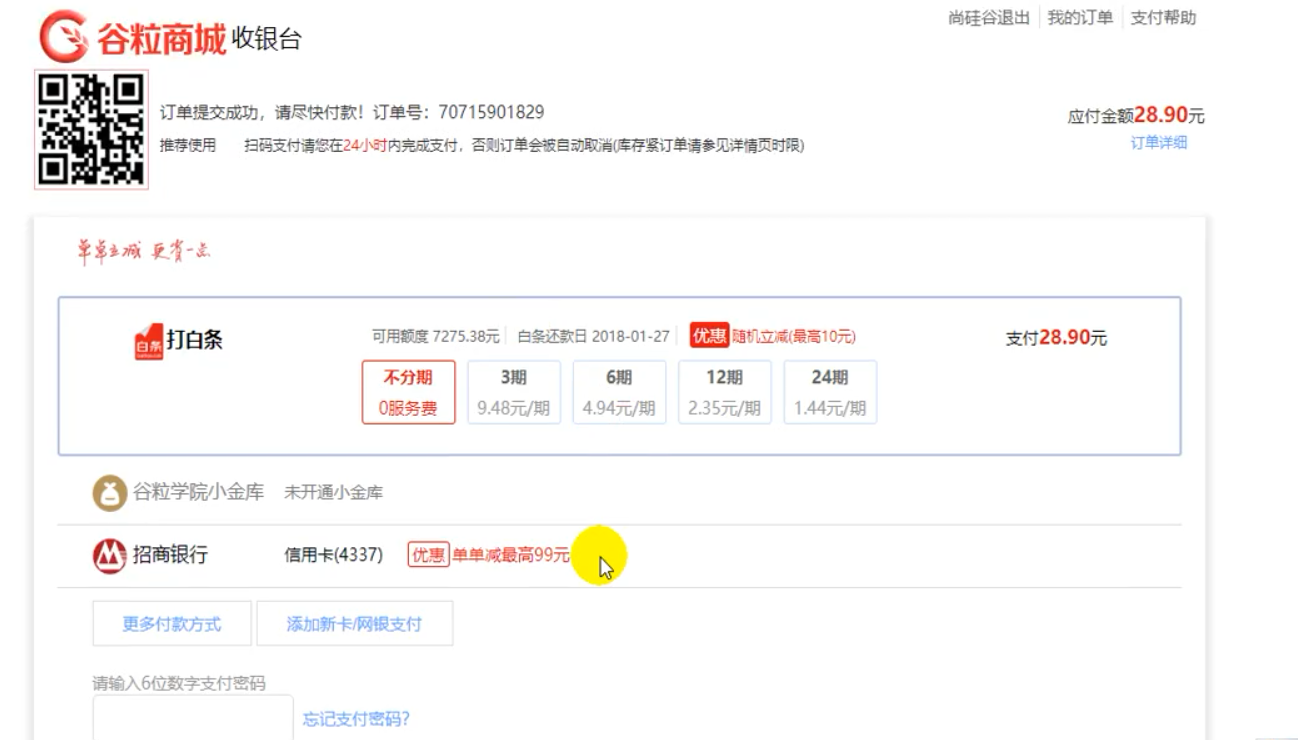 谷粒商城 收银台
尚硅谷退出 我的订单 支付帮助
订单提交成功，请尽快付款！订单号：70715901829
应付金额28.90元
推荐使用 扫码支付请您在24小时内完成支付，否则订单会被自动取消(库存紧订单请参见详情页时限)
订单详细
单单立减 更省一点
白条 打白条
可用额度 7275.38元 白条还款日 2018-01-27 优惠 随机立减(最高10元)
支付28.90元
不分期 3期 6期 12期 24期
0服务费 9.48元/期 4.94元/期 2.35元/期 1.44元/期
谷粒学院小金库 未开通小金库
招商银行 信用卡(4337) 优惠 单单减最高99元
更多付款方式 添加新卡/网银支付
请输入6位数字支付密码
忘记支付密码?